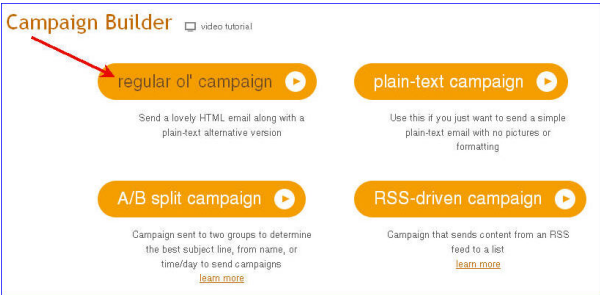 Campaign Builder video tutorial
regular ol' campaign
Send a lovely HTML email along with a
plain-text alternative version
plain-text campaign
Use this if you just want to send a simple
plain-text email with no pictures or
formatting
A/B split campaign
Campaign sent to two groups to determine
the best subject line, from name, or
time/day to send campaigns
learn more
RSS-driven campaign
Campaign that sends content from an RSS
feed to a list
learn more